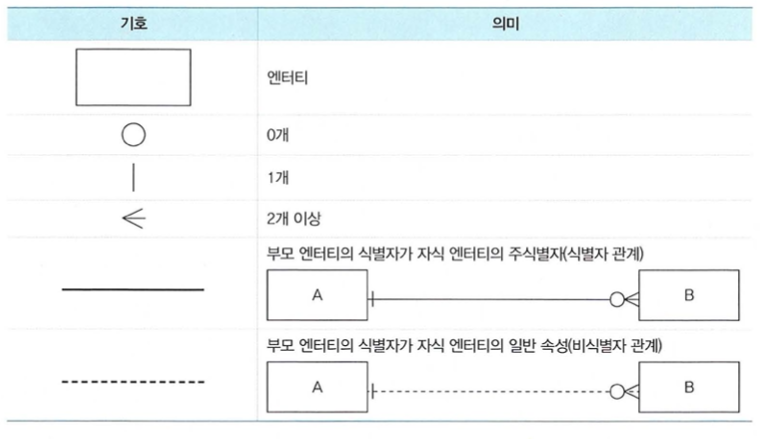 기호 의미
엔터티
0개
1개
2개 이상
부모 엔터티의 식별자가 자식 엔터티의 주식별자(식별자 관계)
A B
부모 엔터티의 식별자가 자식 엔터티의 일반 속성(비식별자 관계)
A B